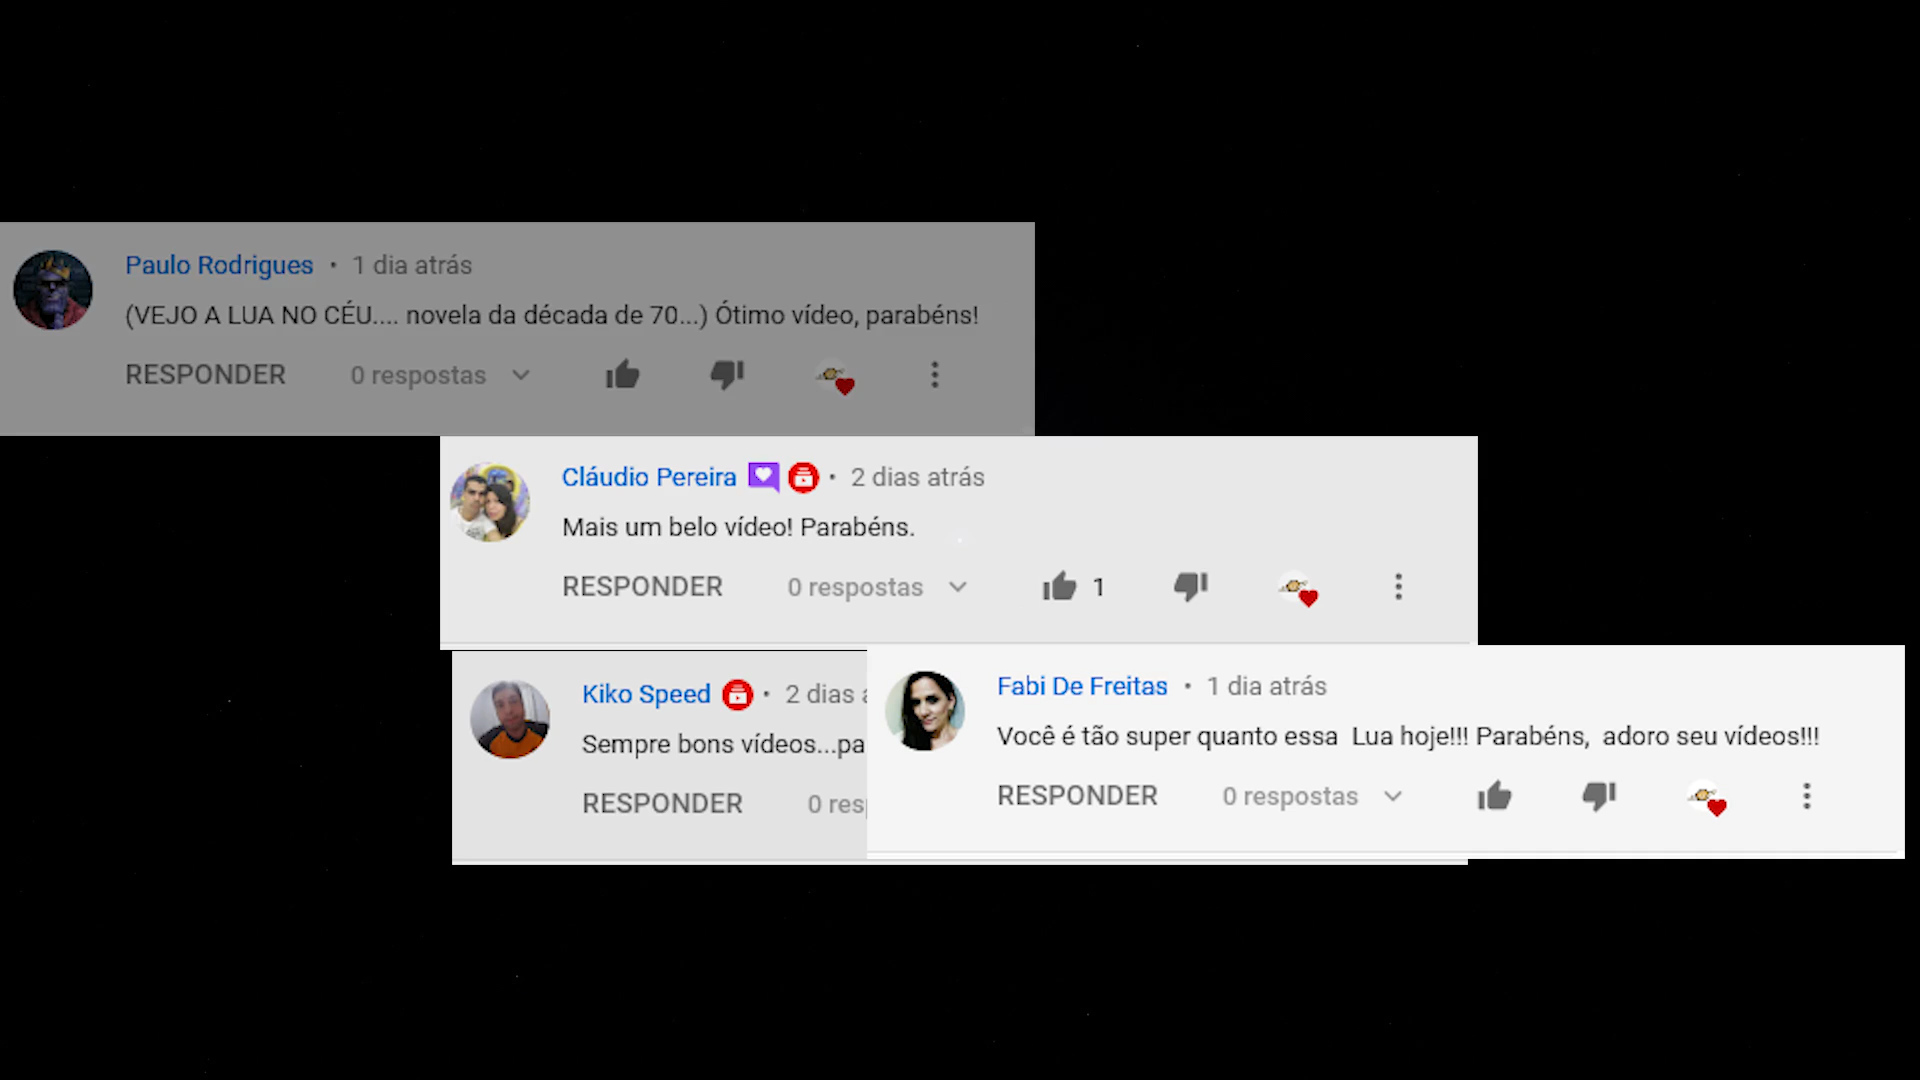 Paulo Rodrigues • 1 dia atrás
(VEJO A LUA NO CÉU.... novela da década de 70...) Ótimo vídeo, parabéns!
RESPONDER 0 respostas
Cláudio Pereira • 2 dias atrás
Mais um belo vídeo! Parabéns.
RESPONDER 0 respostas 1
Kiko Speed • 2 dias
Sempre bons vídeos...pa
RESPONDER 0 res
Fabi De Freitas • 1 dia atrás
Você é tão super quanto essa Lua hoje!!! Parabéns, adoro seu vídeos!!!
RESPONDER 0 respostas